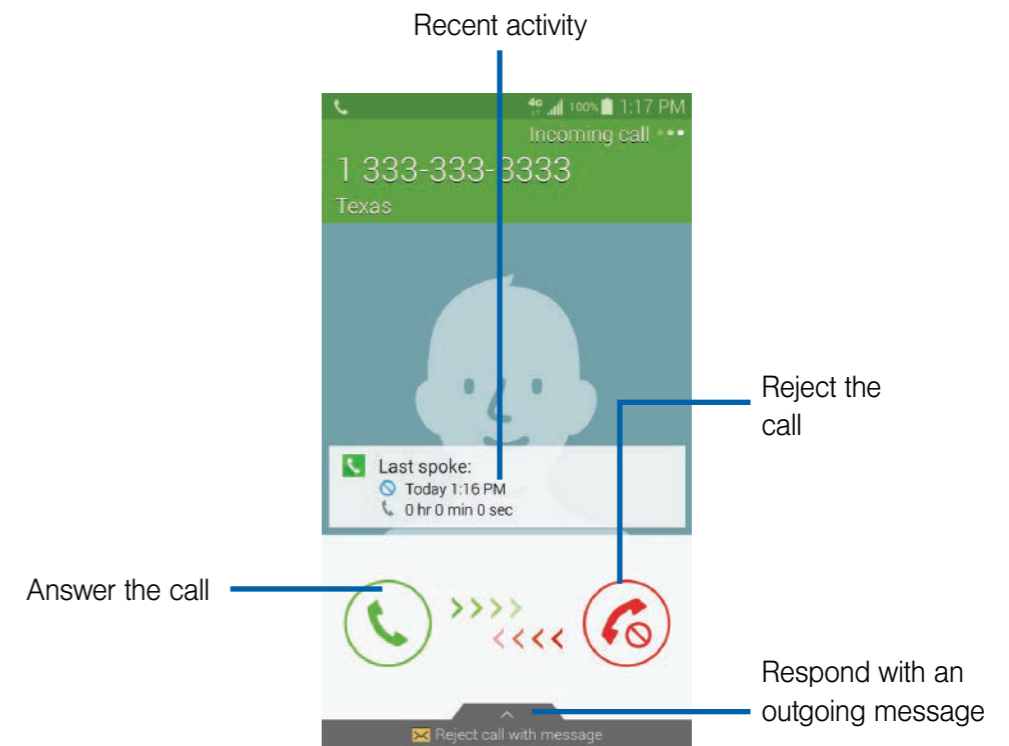 Recent activity
4G 100% 1:17 PM
Incoming call
1 333-333-3333
Texas
Reject the
call
Last spoke:
Today 1:16 PM
0 hr 0 min 0 sec
Answer the call
Respond with an
outgoing message
Reject call with message